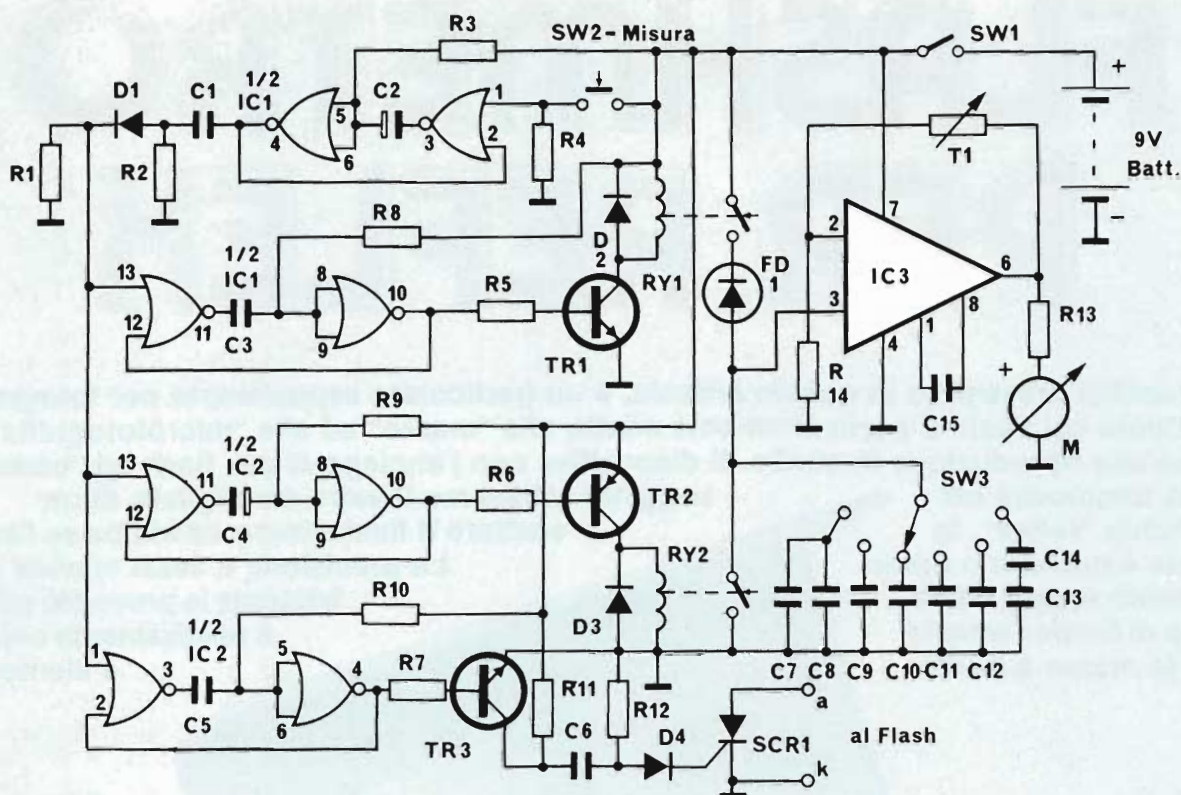 R3
SW2-Misura
SW1
+
D1
C1
1/2
IC1
4
5
6
C2
3
1
2
R4
T1
9V
Batt.
-
R1
R2
R8
D
2
RY1
FD
1
2
3
7
IC3
6
8
1
4
R13
13
12
1/2
IC1
11
C3
8
9
10
R5
TR1
R
14
C15
+
M
R9
13
12
1/2
IC2
11
C4
8
9
10
R6
TR2
RY2
SW3
R10
D3
C7
C8
C9
C10
C11
C12
C13
C14
1
2
1/2
IC2
3
C5
5
6
4
R7
TR3
R11
C6
R12
D4
a
SCR1
k
al Flash